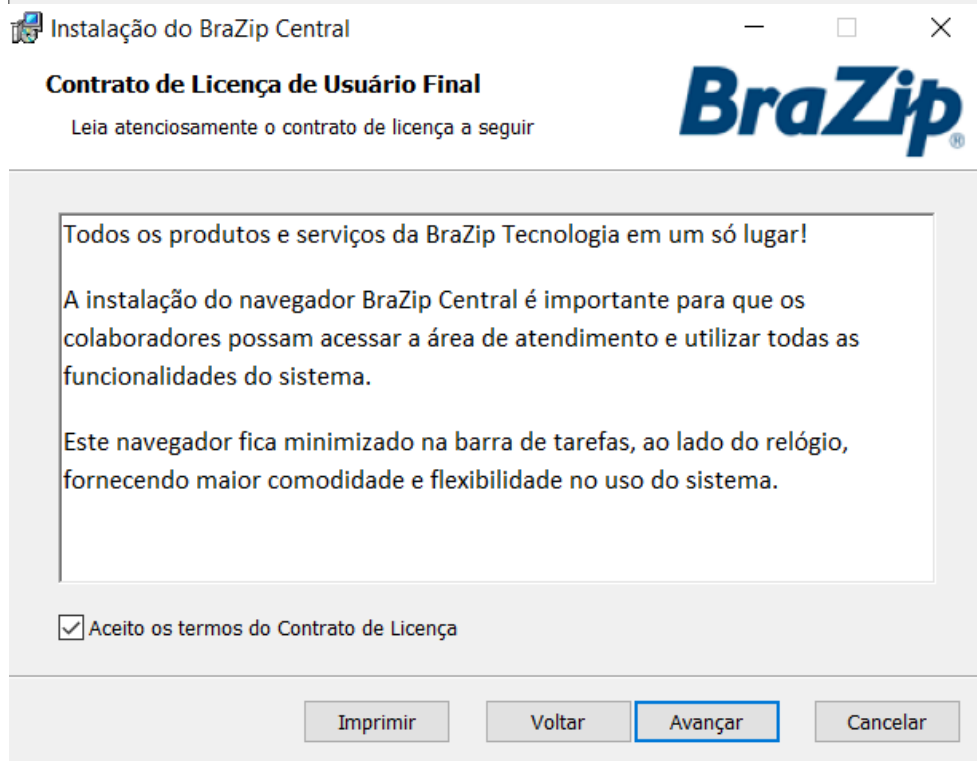 Instalação do BraZip Central
Contrato de Licença de Usuário Final
Leia atenciosamente o contrato de licença a seguir
BraZip®
Todos os produtos e serviços da BraZip Tecnologia em um só lugar!
A instalação do navegador BraZip Central é importante para que os
colaboradores possam acessar a área de atendimento e utilizar todas as
funcionalidades do sistema.
Este navegador fica minimizado na barra de tarefas, ao lado do relógio,
fornecendo maior comodidade e flexibilidade no uso do sistema.
Aceito os termos do Contrato de Licença
Imprimir Voltar Avançar Cancelar